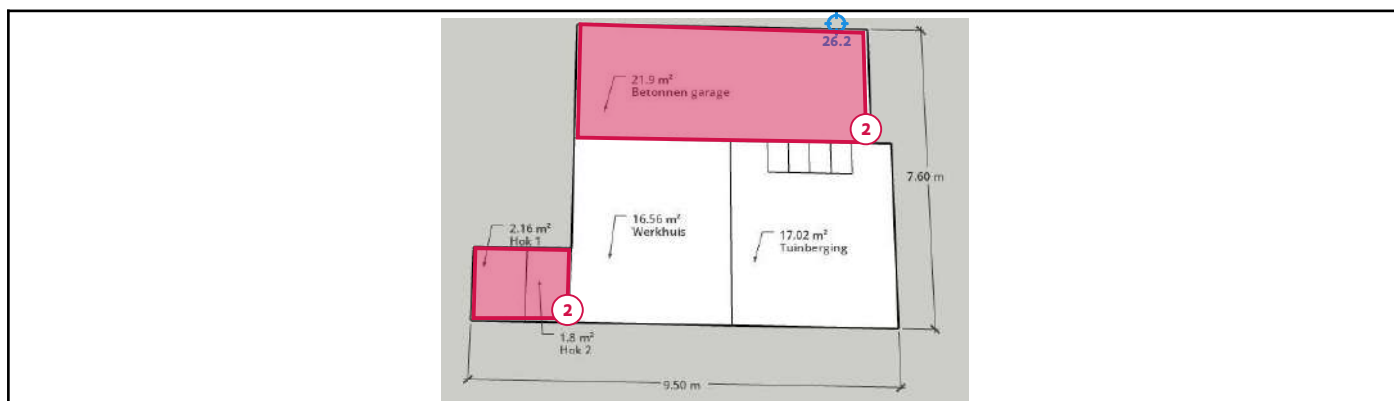 26.2
21.9 m²
Betonnen garage
2
7.60 m
2.16 m²
Hok 1
16.56 m²
Werkhuis
17.02 m²
Tuinberging
2
1.8 m²
Hok 2
9.50 m